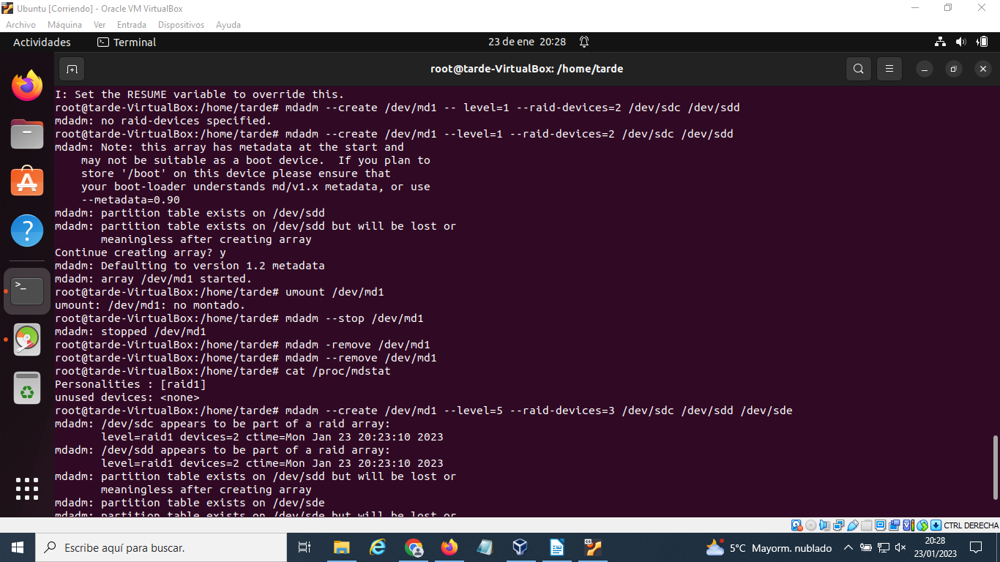 Ubuntu [Corriendo] - Oracle VM VirtualBox
Archivo Máquina Ver Entrada Dispositivos Ayuda
Actividades Terminal 23 de ene 20:28
root@tarde-VirtualBox: /home/tarde
I: Set the RESUME variable to override this.
root@tarde-VirtualBox:/home/tarde# mdadm --create /dev/md1 -- level=1 --raid-devices=2 /dev/sdc /dev/sdd
mdadm: no raid-devices specified.
root@tarde-VirtualBox:/home/tarde# mdadm --create /dev/md1 --level=1 --raid-devices=2 /dev/sdc /dev/sdd
mdadm: Note: this array has metadata at the start and
may not be suitable as a boot device.  If you plan to
store '/boot' on this device please ensure that
your boot-loader understands md/v1.x metadata, or use
--metadata=0.90
mdadm: partition table exists on /dev/sdd
mdadm: partition table exists on /dev/sdd but will be lost or
meaningless after creating array
Continue creating array? y
mdadm: Defaulting to version 1.2 metadata
mdadm: array /dev/md1 started.
root@tarde-VirtualBox:/home/tarde# umount /dev/md1
umount: /dev/md1: no montado.
root@tarde-VirtualBox:/home/tarde# mdadm --stop /dev/md1
mdadm: stopped /dev/md1
root@tarde-VirtualBox:/home/tarde# mdadm -remove /dev/md1
root@tarde-VirtualBox:/home/tarde# mdadm --remove /dev/md1
root@tarde-VirtualBox:/home/tarde# cat /proc/mdstat
Personalities : [raid1]
unused devices: <none>
root@tarde-VirtualBox:/home/tarde# mdadm --create /dev/md1 --level=5 --raid-devices=3 /dev/sdc /dev/sdd /dev/sde
mdadm: /dev/sdc appears to be part of a raid array:
level=raid1 devices=2 ctime=Mon Jan 23 20:23:10 2023
mdadm: /dev/sdd appears to be part of a raid array:
level=raid1 devices=2 ctime=Mon Jan 23 20:23:10 2023
mdadm: partition table exists on /dev/sdd but will be lost or
meaningless after creating array
mdadm: partition table exists on /dev/sde
mdadm: partition table exists on /dev/sde but will be lost or
CTRL DERECHA
Escribe aquí para buscar.
5°C Mayorm. nublado
20:28
23/01/2023